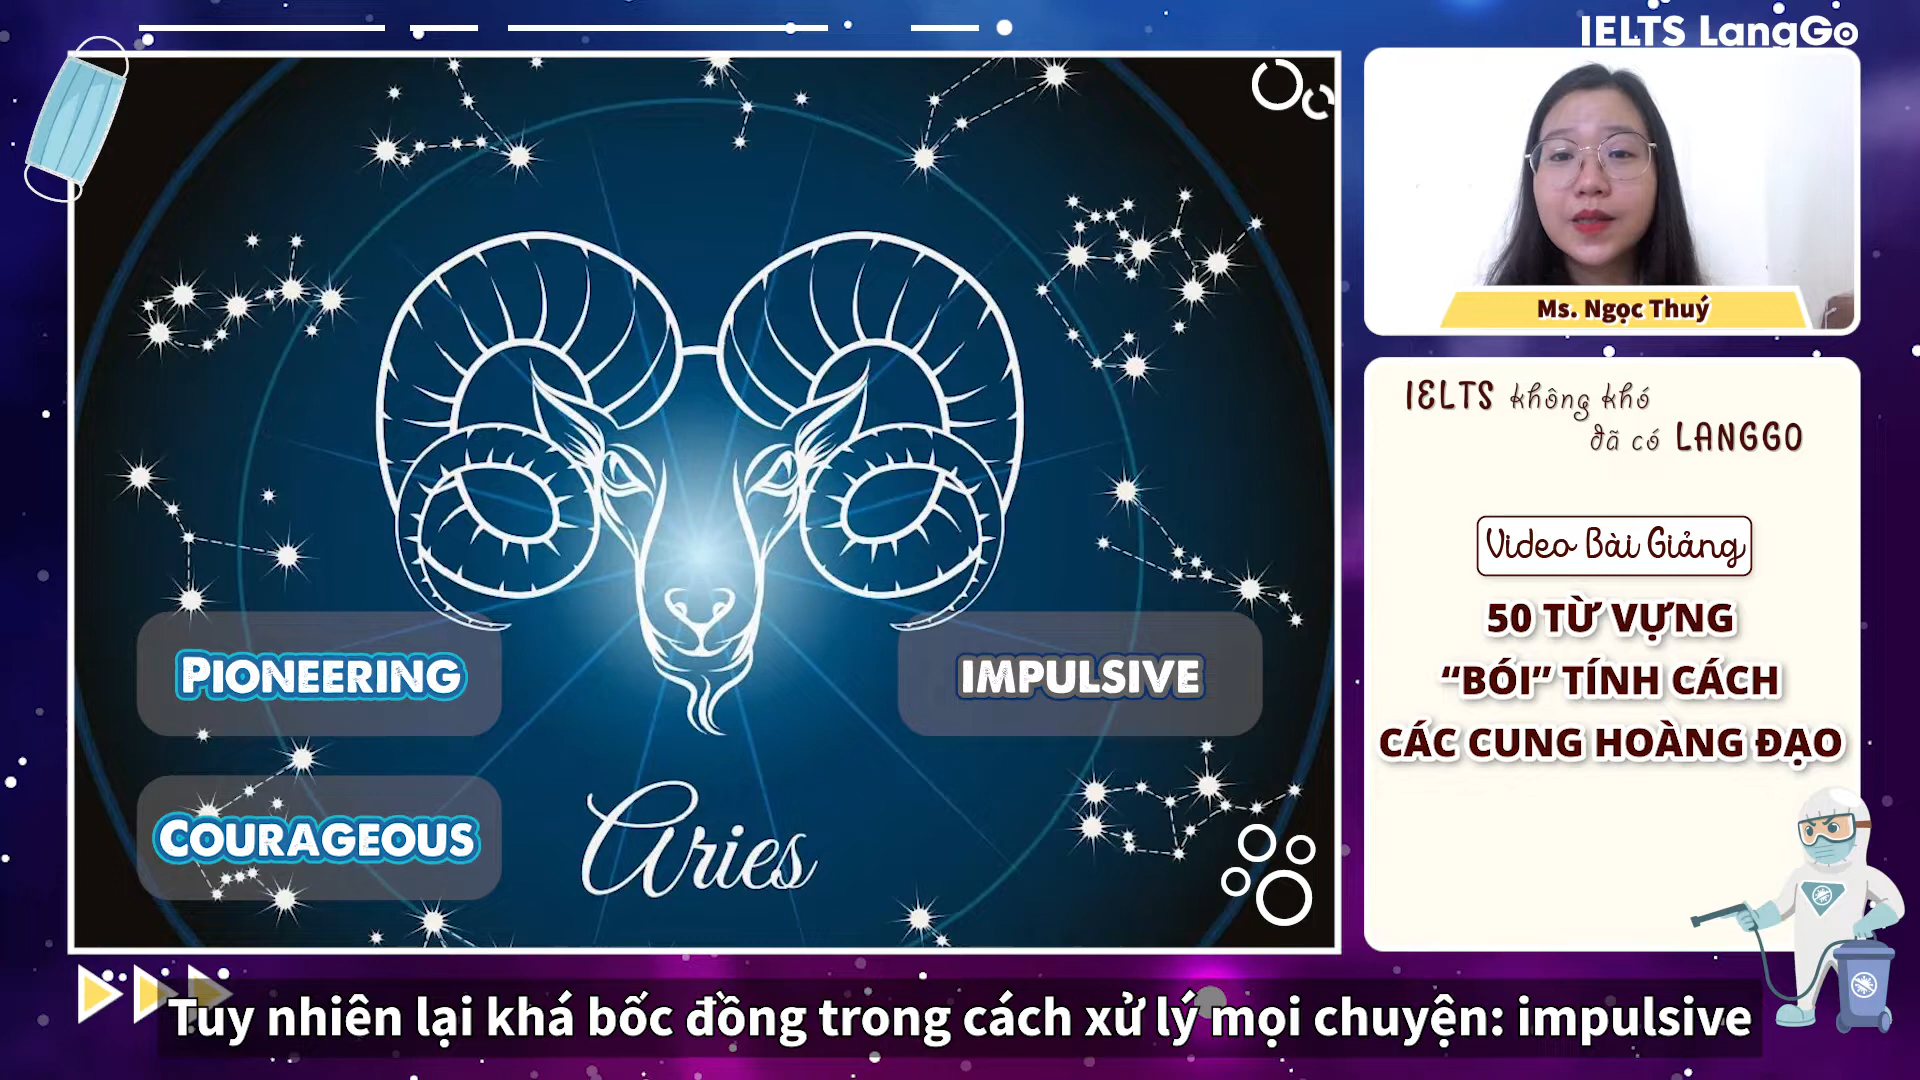 IELTS LangGo
Ms. Ngọc Thuý
IELTS không khó
đã có LANGGO
Video Bài Giảng
50 TỪ VỰNG
“BÓI” TÍNH CÁCH
CÁC CUNG HOÀNG ĐẠO
PIONEERING
IMPULSIVE
COURAGEOUS
Aries
Tuy nhiên lại khá bốc đồng trong cách xử lý mọi chuyện: impulsive